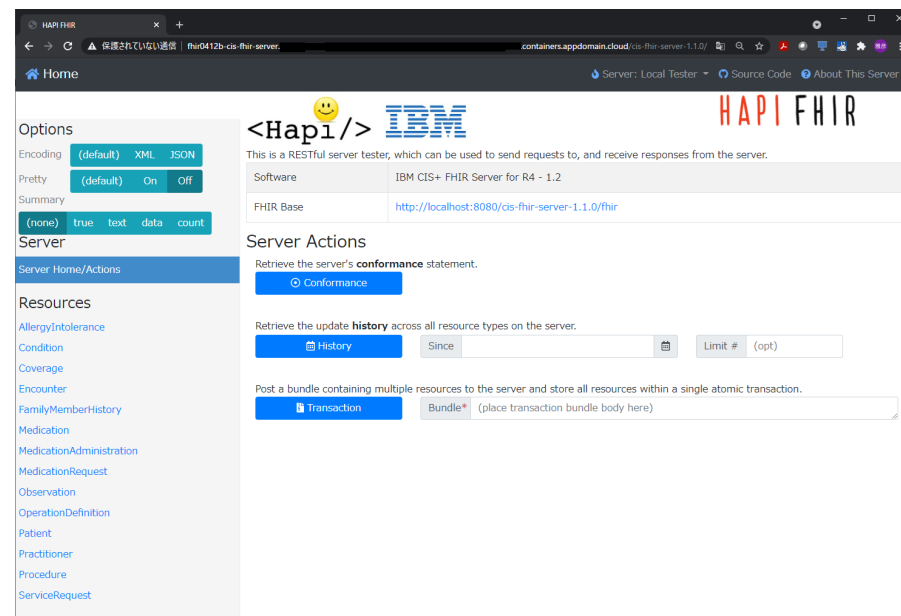 HAPI FHIR
保護されていない通信 | fhir0412b-cis-fhir-server. .containers.appdomain.cloud/cis-fhir-server-1.1.0/
Home Server: Local Tester Source Code About This Server
Options
Encoding (default) XML JSON
Pretty (default) On Off
Summary
(none) true text data count
Server
Server Home/Actions
Resources
AllergyIntolerance
Condition
Coverage
Encounter
FamilyMemberHistory
Medication
MedicationAdministration
MedicationRequest
Observation
OperationDefinition
Patient
Practitioner
Procedure
ServiceRequest
<Hapi/> IBM HAPI FHIR
This is a RESTful server tester, which can be used to send requests to, and receive responses from the server.
Software IBM CIS+ FHIR Server for R4 - 1.2
FHIR Base http://localhost:8080/cis-fhir-server-1.1.0/fhir
Server Actions
Retrieve the server's conformance statement.
Conformance
Retrieve the update history across all resource types on the server.
History Since Limit # (opt)
Post a bundle containing multiple resources to the server and store all resources within a single atomic transaction.
Transaction Bundle* (place transaction bundle body here)